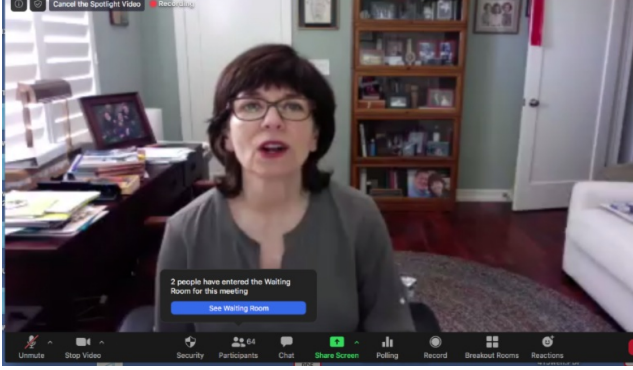 Cancel the Spotlight Video
Recording
2 people have entered the Waiting
Room for this meeting
See Waiting Room
64
Unmute
Stop Video
Security
Participants
Chat
Share Screen
Polling
Record
Breakout Rooms
Reactions